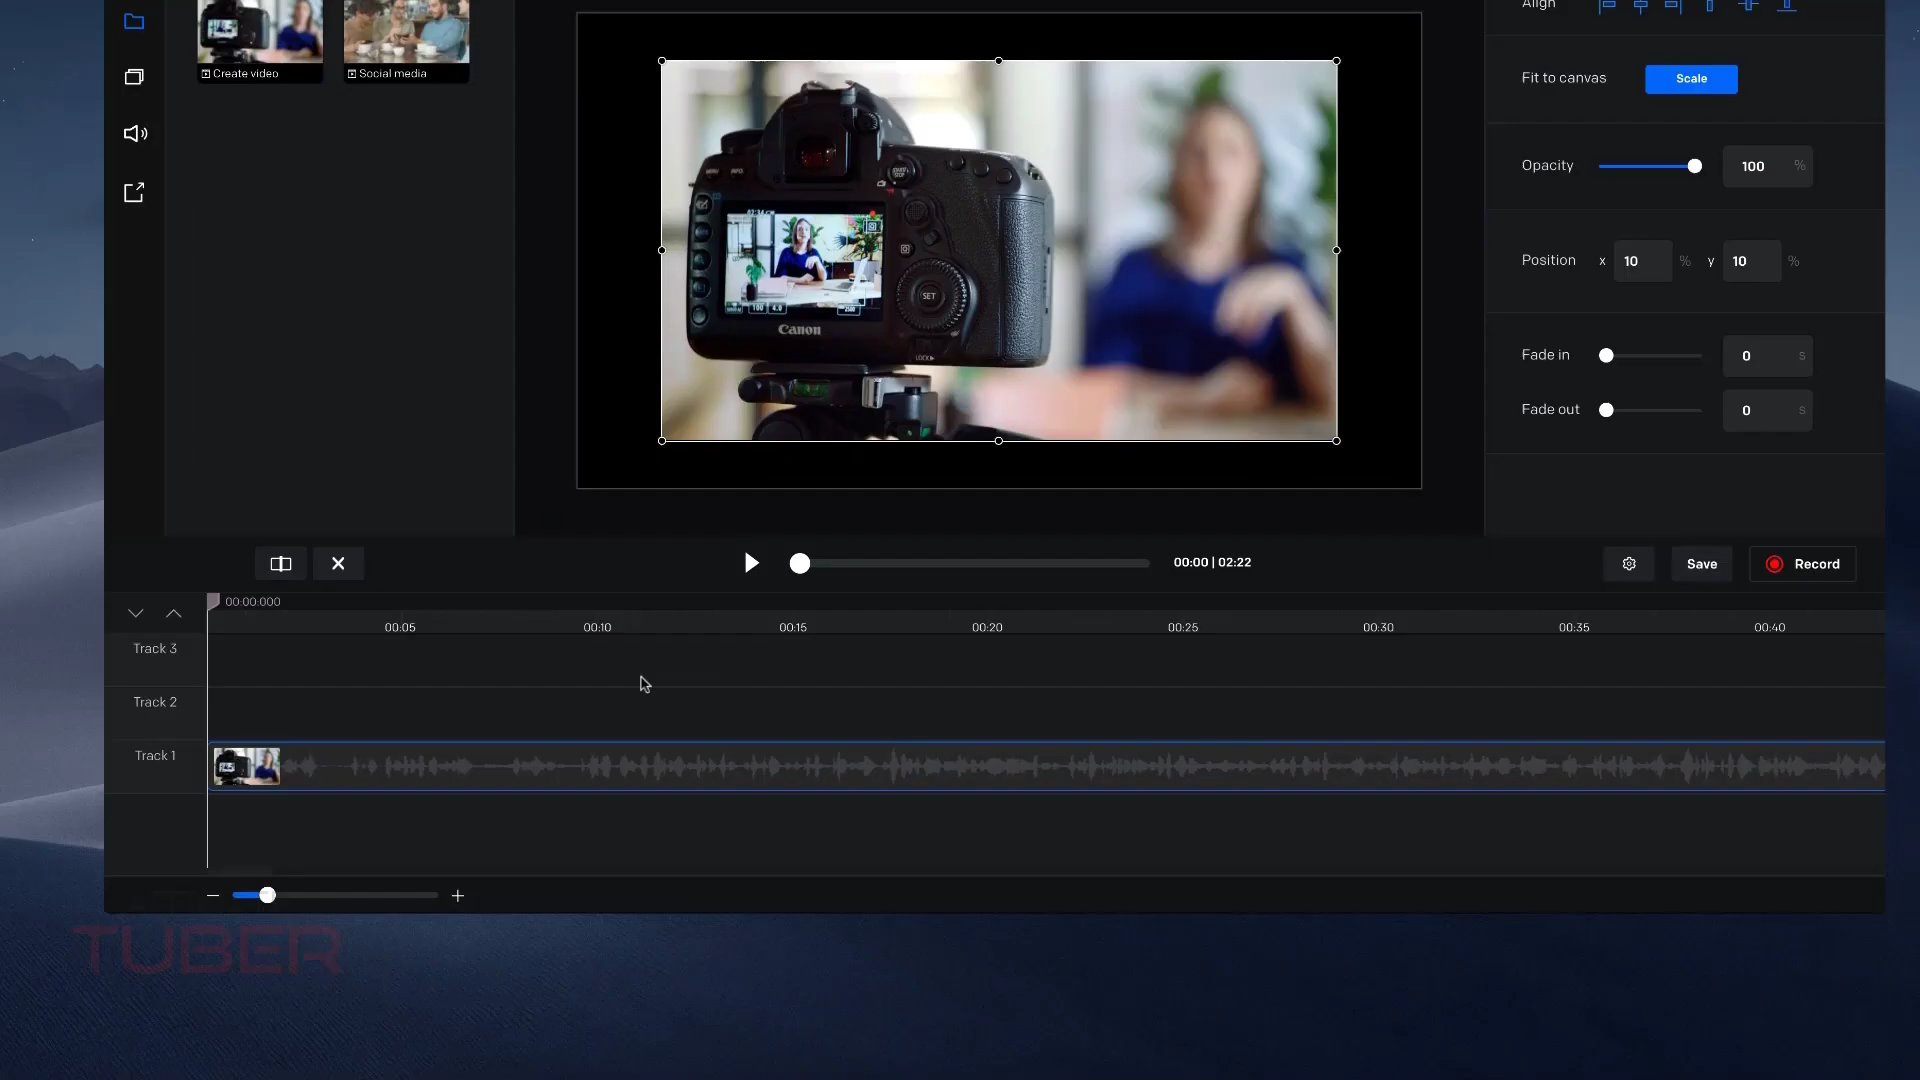 Align
Create video
Social media
Fit to canvas
Scale
Opacity
100 %
Position x 10 % y 10 %
SET
Canon
LOCK
Fade in
0 s
Fade out
0 s
00:00 | 02:22
Save
Record
00:00:000
00:05
00:10
00:15
00:20
00:25
00:30
00:35
00:40
Track 3
Track 2
Track 1
TUBER